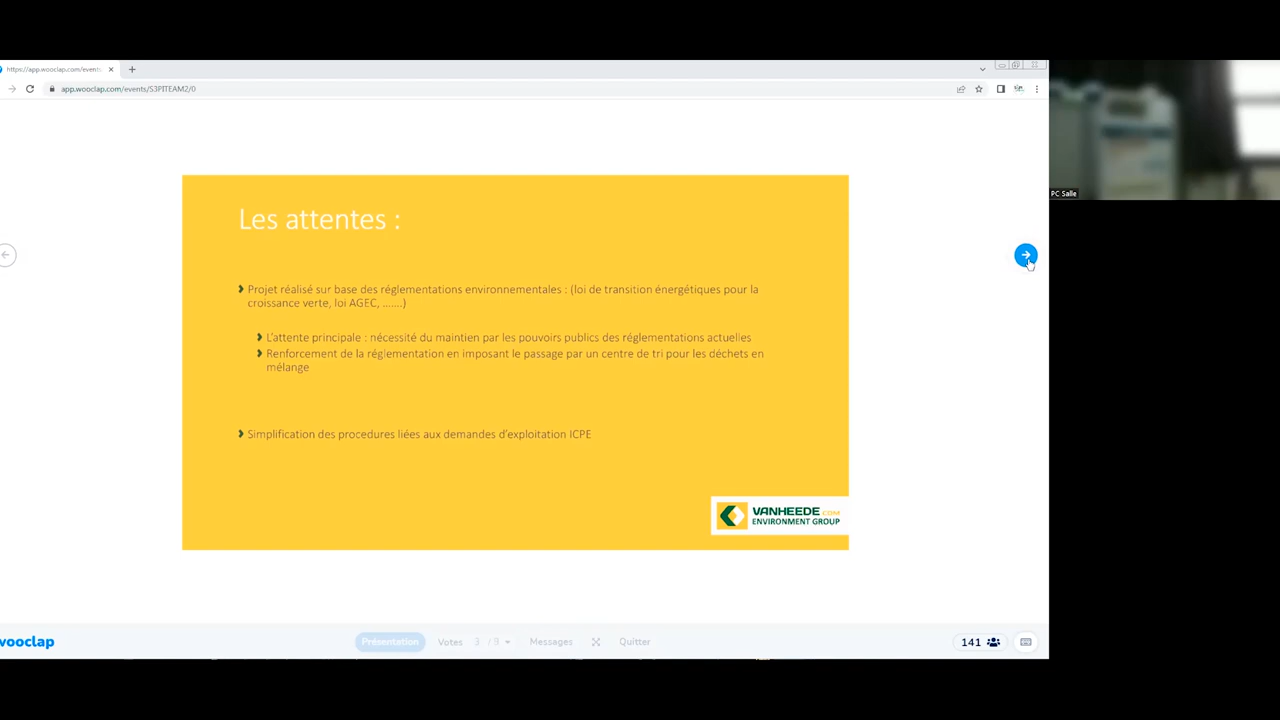 https://app.wooclap.com/event
app.wooclap.com/events/S3PITEAM2/0
PC Salle
Les attentes :
Projet réalisé sur base des réglementations environnementales : (loi de transition énergétiques pour la
croissance verte, loi AGEC, .......)
L'attente principale : nécessité du maintien par les pouvoirs publics des réglementations actuelles
Renforcement de la réglementation en imposant le passage par un centre de tri pour les déchets en
mélange
Simplification des procedures liées aux demandes d'exploitation ICPE
VANHEEDE.COM
ENVIRONMENT GROUP
wooclap
Présentation Votes 3 / 9 Messages Quitter
141